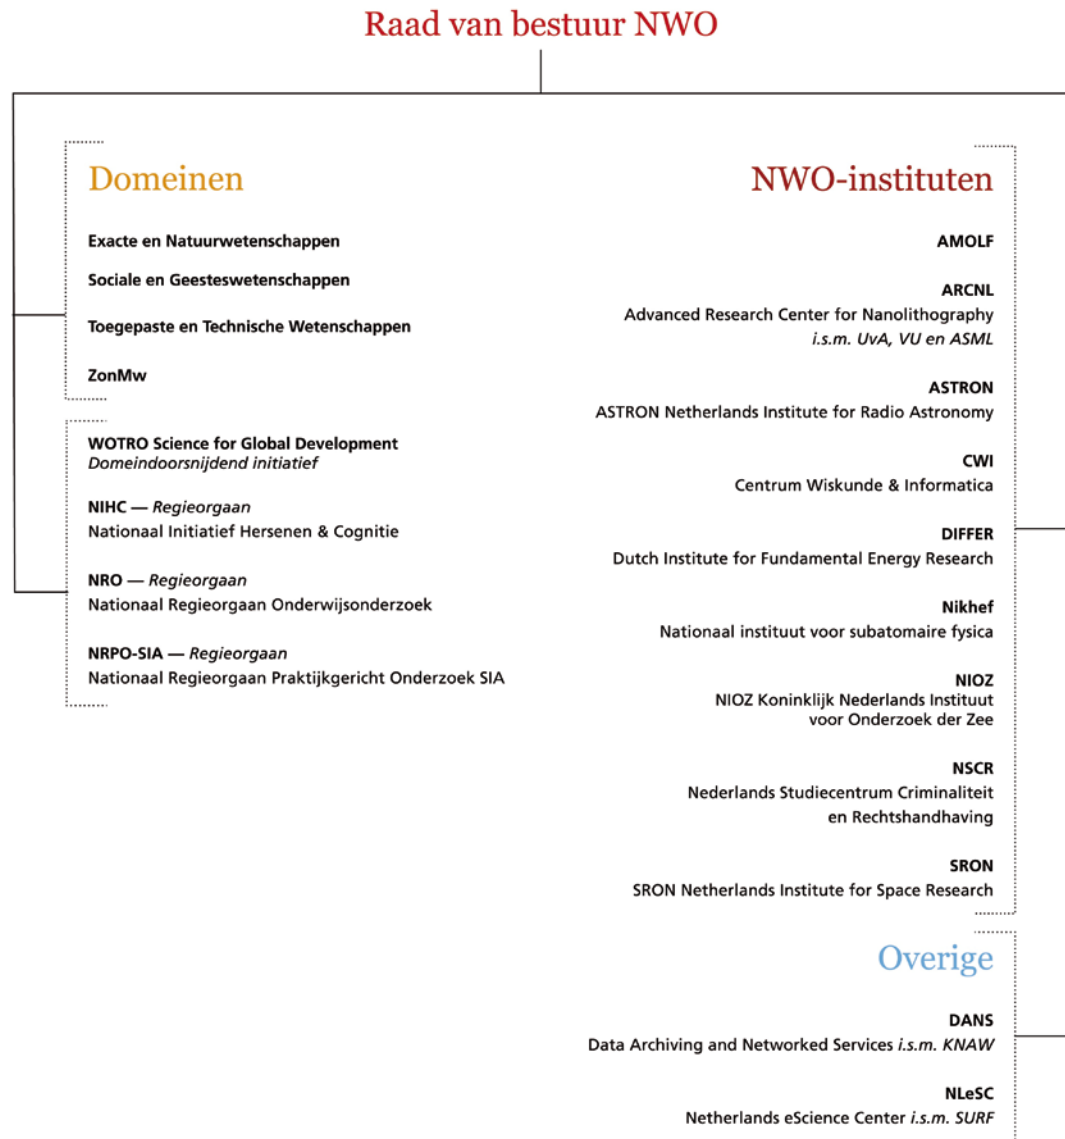 Raad van bestuur NWO
Domeinen
Exacte en Natuurwetenschappen
Sociale en Geesteswetenschappen
Toegepaste en Technische Wetenschappen
ZonMw
WOTRO Science for Global Development
Domeindoorsnijdend initiatief
NIHC — Regieorgaan
Nationaal Initiatief Hersenen & Cognitie
NRO — Regieorgaan
Nationaal Regieorgaan Onderwijsonderzoek
NRPO-SIA — Regieorgaan
Nationaal Regieorgaan Praktijkgericht Onderzoek SIA
NWO-instituten
AMOLF
ARCNL
Advanced Research Center for Nanolithography
i.s.m. UvA, VU en ASML
ASTRON
ASTRON Netherlands Institute for Radio Astronomy
CWI
Centrum Wiskunde & Informatica
DIFFER
Dutch Institute for Fundamental Energy Research
Nikhef
Nationaal instituut voor subatomaire fysica
NIOZ
NIOZ Koninklijk Nederlands Instituut
voor Onderzoek der Zee
NSCR
Nederlands Studiecentrum Criminaliteit
en Rechtshandhaving
SRON
SRON Netherlands Institute for Space Research
Overige
DANS
Data Archiving and Networked Services i.s.m. KNAW
NLeSC
Netherlands eScience Center i.s.m. SURF